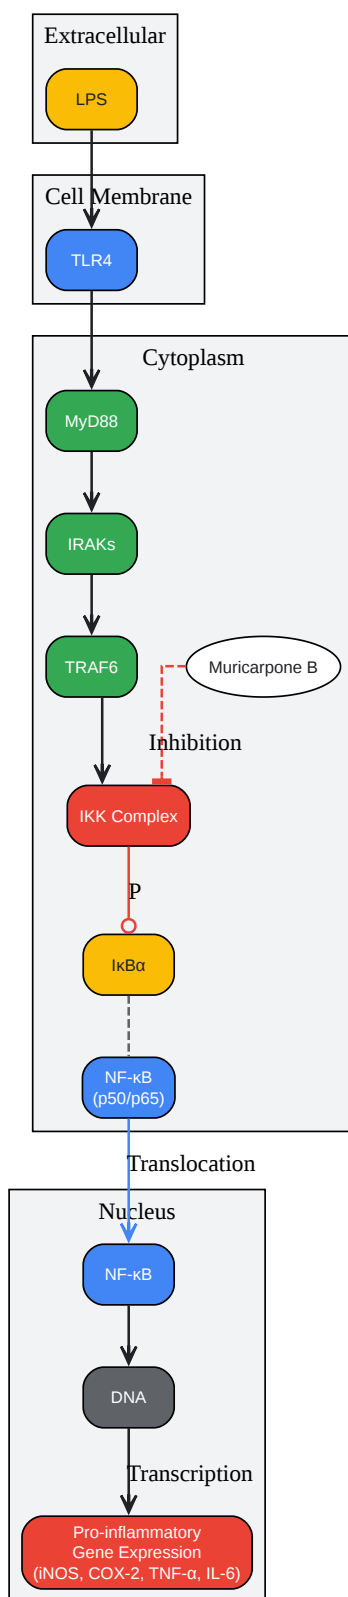 Extracellular
LPS
Cell Membrane
TLR4
Cytoplasm
MyD88
IRAKs
TRAF6
Muricarpone B
Inhibition
IKK Complex
P
IκBα
NF-κB
(p50/p65)
Translocation
Nucleus
NF-κB
DNA
Transcription
Pro-inflammatory
Gene Expression
(iNOS, COX-2, TNF-α, IL-6)